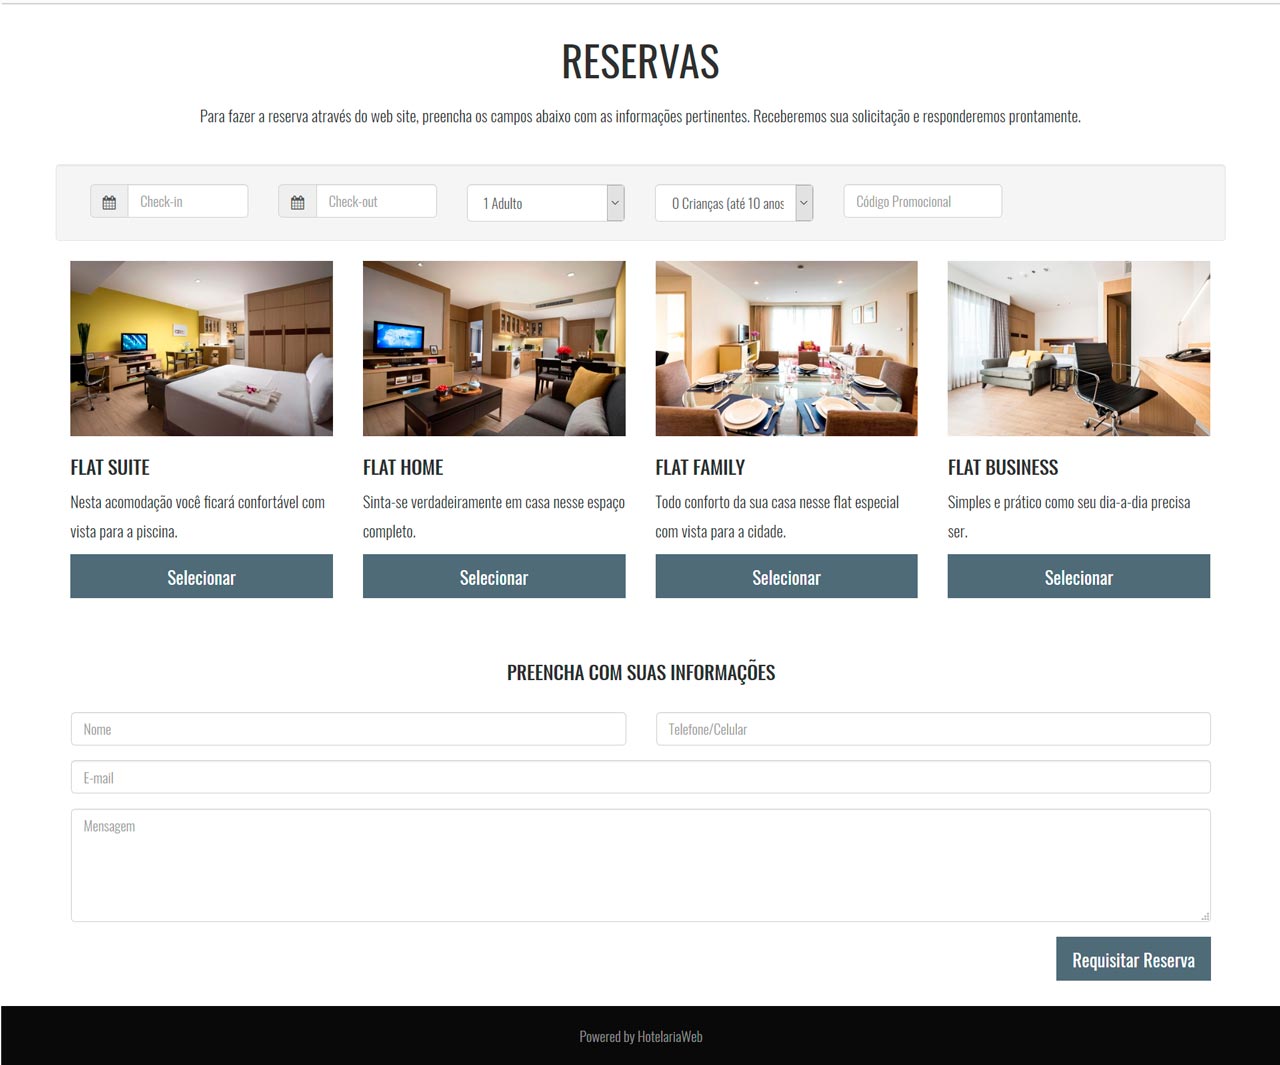 RESERVAS
Para fazer a reserva através do web site, preencha os campos abaixo com as informações pertinentes. Receberemos sua solicitação e responderemos prontamente.
Check-in
Check-out
1 Adulto
0 Crianças (até 10 anos
Código Promocional
FLAT SUITE
Nesta acomodação você ficará confortável com
vista para a piscina.
Selecionar
FLAT HOME
Sinta-se verdadeiramente em casa nesse espaço
completo.
Selecionar
FLAT FAMILY
Todo conforto da sua casa nesse flat especial
com vista para a cidade.
Selecionar
FLAT BUSINESS
Simples e prático como seu dia-a-dia precisa
ser.
Selecionar
PREENCHA COM SUAS INFORMAÇÕES
Nome
Telefone/Celular
E-mail
Mensagem
Requisitar Reserva
Powered by HotelariaWeb